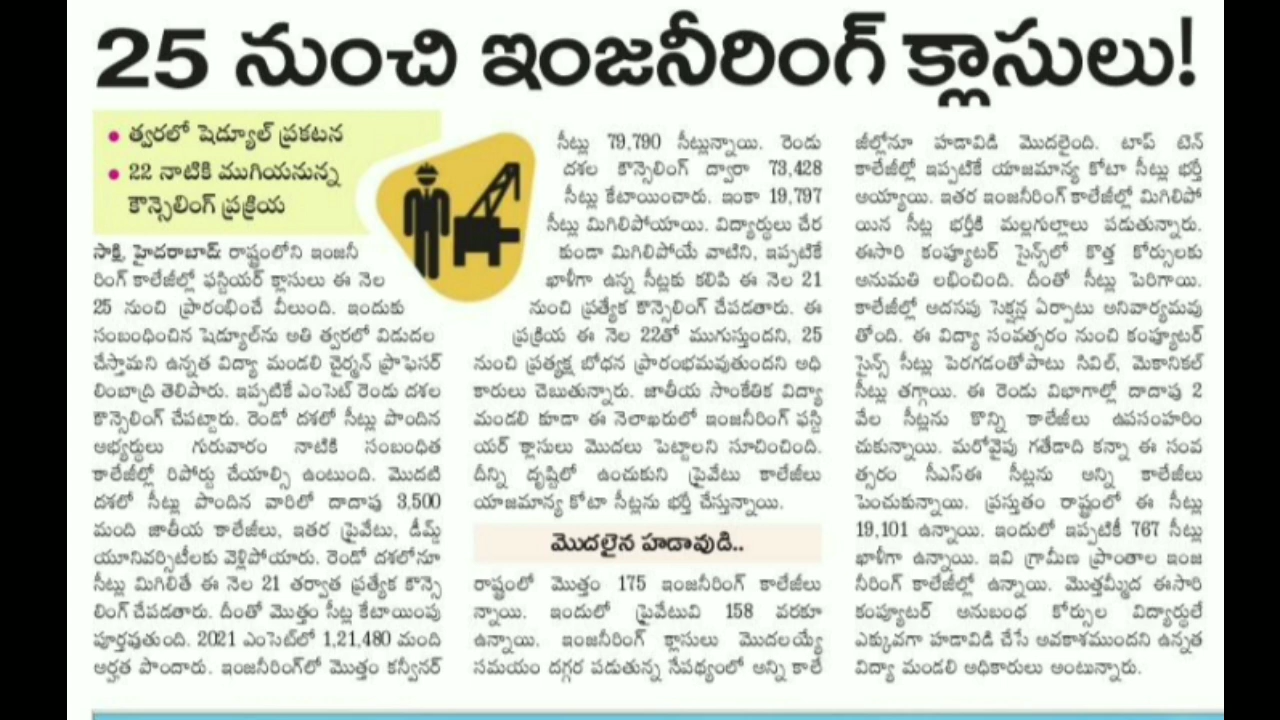 25 నుంచి ఇంజనీరింగ్ క్లాసులు!
● త్వరలో షెడ్యూల్ ప్రకటన
● 22 నాటికి ముగియనున్న
కౌన్సెలింగ్ ప్రక్రియ
సాక్షి, హైదరాబాద్: రాష్ట్రంలోని ఇంజనీ
రింగ్ కాలేజీల్లో ఫస్టియర్ క్లాసులు ఈ నెల
25 నుంచి ప్రారంభించే వీలుంది. ఇందుకు
సంబంధించిన షెడ్యూల్‌ను అతి త్వరలో విడుదల
చేస్తామని ఉన్నత విద్యా మండలి చైర్మన్ ప్రొఫెసర్
లింబాద్రి తెలిపారు. ఇప్పటికే ఎంసెట్ రెండు దశల
కౌన్సెలింగ్ చేపట్టారు. రెండో దశలో సీట్లు పొందిన
అభ్యర్థులు గురువారం నాటికి సంబంధిత
కాలేజీల్లో రిపోర్టు చేయాల్సి ఉంటుంది. మొదటి
దశలో సీట్లు పొందిన వారిలో దాదాపు 3,500
మంది జాతీయ కాలేజీలు, ఇతర ప్రైవేటు, డీమ్డ్
యూనివర్సిటీలకు వెళ్లిపోయారు. రెండో దశలోనూ
సీట్లు మిగిలితే ఈ నెల 21 తర్వాత ప్రత్యేక కౌన్సె
లింగ్ చేపడతారు. దీంతో మొత్తం సీట్ల కేటాయింపు
పూర్తవుతుంది. 2021 ఎంసెట్‌లో 1,21,480 మంది
అర్హత పొందారు. ఇంజనీరింగ్‌లో మొత్తం కన్వీనర్
సీట్లు 79,790 సీట్లున్నాయి. రెండు
దశల కౌన్సెలింగ్ ద్వారా 73,428
సీట్లు కేటాయించారు. ఇంకా 19,797
సీట్లు మిగిలిపోయాయి. విద్యార్థులు చేర
కుండా మిగిలిపోయే వాటిని, ఇప్పటికే
ఖాళీగా ఉన్న సీట్లకు కలిపి ఈ నెల 21
నుంచి ప్రత్యేక కౌన్సెలింగ్ చేపడతారు. ఈ
ప్రక్రియ ఈ నెల 22తో ముగుస్తుందని, 25
నుంచి ప్రత్యక్ష బోధన ప్రారంభమవుతుందని అధి
కారులు చెబుతున్నారు. జాతీయ సాంకేతిక విద్యా
మండలి కూడా ఈ నెలాఖరులో ఇంజనీరింగ్ ఫస్టి
యర్ క్లాసులు మొదలు పెట్టాలని సూచించింది.
దీన్ని దృష్టిలో ఉంచుకుని ప్రైవేటు కాలేజీలు
యాజమాన్య కోటా సీట్లను భర్తీ చేస్తున్నాయి.
మొదలైన హడావుడి..
రాష్ట్రంలో మొత్తం 175 ఇంజనీరింగ్ కాలేజీలు
న్నాయి. ఇందులో ప్రైవేటువి 158 వరకూ
ఉన్నాయి. ఇంజనీరింగ్ క్లాసులు మొదలయ్యే
సమయం దగ్గర పడుతున్న నేపథ్యంలో అన్ని కాలే
జీల్లోనూ హడావిడి మొదలైంది. టాప్ టెన్
కాలేజీల్లో ఇప్పటికే యాజమాన్య కోటా సీట్లు భర్తీ
అయ్యాయి. ఇతర ఇంజనీరింగ్ కాలేజీల్లో మిగిలిపో
యిన సీట్ల భర్తీకి మల్లగుల్లాలు పడుతున్నారు.
ఈసారి కంప్యూటర్ సైన్స్‌లో కొత్త కోర్సులకు
అనుమతి లభించింది. దీంతో సీట్లు పెరిగాయి.
కాలేజీల్లో అదనపు సెక్షన్ల ఏర్పాటు అనివార్యమవు
తోంది. ఈ విద్యా సంవత్సరం నుంచి కంప్యూటర్
సైన్స్ సీట్లు పెరగడంతోపాటు సివిల్, మెకానికల్
సీట్లు తగ్గాయి. ఈ రెండు విభాగాల్లో దాదాపు 2
వేల సీట్లను కొన్ని కాలేజీలు ఉపసంహరిం
చుకున్నాయి. మరోవైపు గతేడాది కన్నా ఈ సంవ
త్సరం సీఎస్ఈ సీట్లను అన్ని కాలేజీలు
పెంచుకున్నాయి. ప్రస్తుతం రాష్ట్రంలో ఈ సీట్లు
19,101 ఉన్నాయి. ఇందులో ఇప్పటికీ 767 సీట్లు
ఖాళీగా ఉన్నాయి. ఇవి గ్రామీణ ప్రాంతాల ఇంజ
నీరింగ్ కాలేజీల్లో ఉన్నాయి. మొత్తమ్మీద ఈసారి
కంప్యూటర్ అనుబంధ కోర్సుల విద్యార్థులే
ఎక్కువగా హడావిడి చేసే అవకాశముందని ఉన్నత
విద్యా మండలి అధికారులు అంటున్నారు.